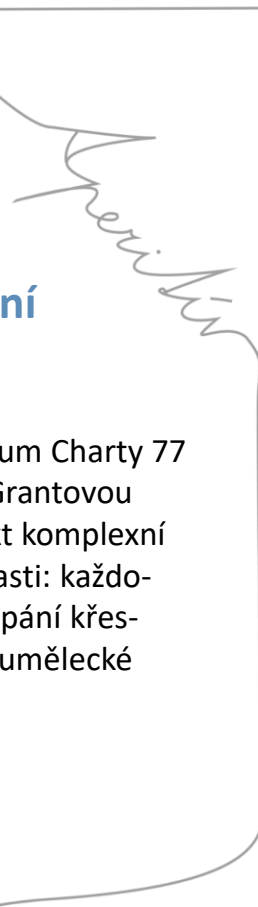 ní
um Charty 77
Grantovou
t komplexní
asti: každo-
pání křes-
umělecké